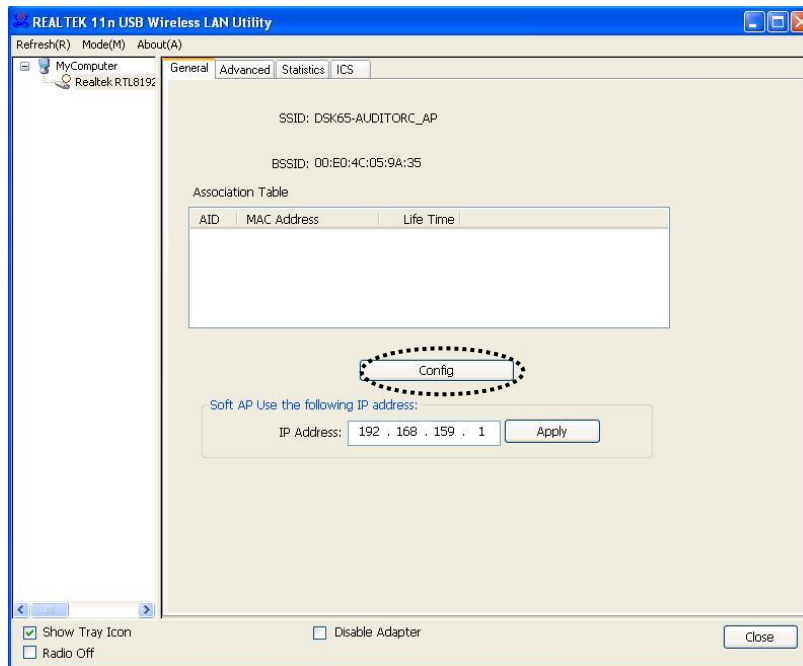 REALTEK 11n USB Wireless LAN Utility
Refresh(R) Mode(M) About(A)
MyComputer
Realtek RTL8192
General Advanced Statistics ICS
SSID: DSK65-AUDITORC_AP
BSSID: 00:E0:4C:05:9A:35
Association Table
AID MAC Address Life Time
Config
Soft AP Use the following IP address:
IP Address: 192 . 168 . 159 . 1 Apply
Show Tray Icon
Radio Off
Disable Adapter
Close